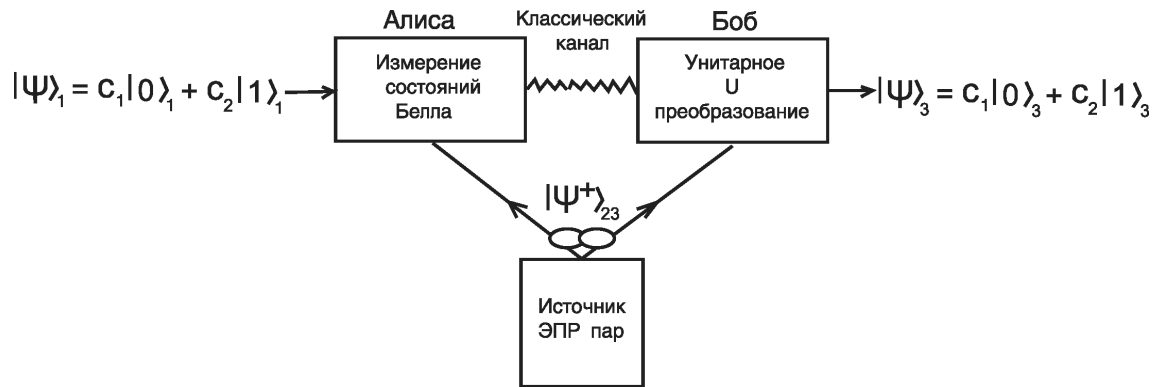 Алиса
Классический
канал
Боб
|Ψ⟩₁ = C₁|0⟩₁ + C₂|1⟩₁
Измерение
состояний
Белла
Унитарное
U
преобразование
|Ψ⟩₃ = C₁|0⟩₃ + C₂|1⟩₃
|Ψ⁺⟩₂₃
Источник
ЭПР пар